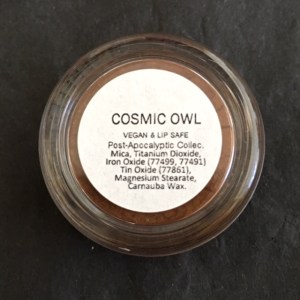 COSMIC OWL
VEGAN & LIP SAFE
Post-Apocalyptic Collec.
Mica, Titanium Dioxide,
Iron Oxide (77499, 77491)
Tin Oxide (77861),
Magnesium Stearate,
Carnauba Wax.